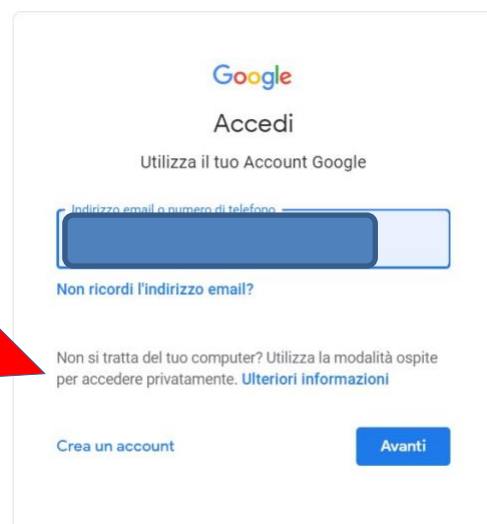 Google
Accedi
Utilizza il tuo Account Google
Indirizzo email o numero di telefono
Non ricordi l'indirizzo email?
Non si tratta del tuo computer? Utilizza la modalità ospite
per accedere privatamente. Ulteriori informazioni
Crea un account
Avanti